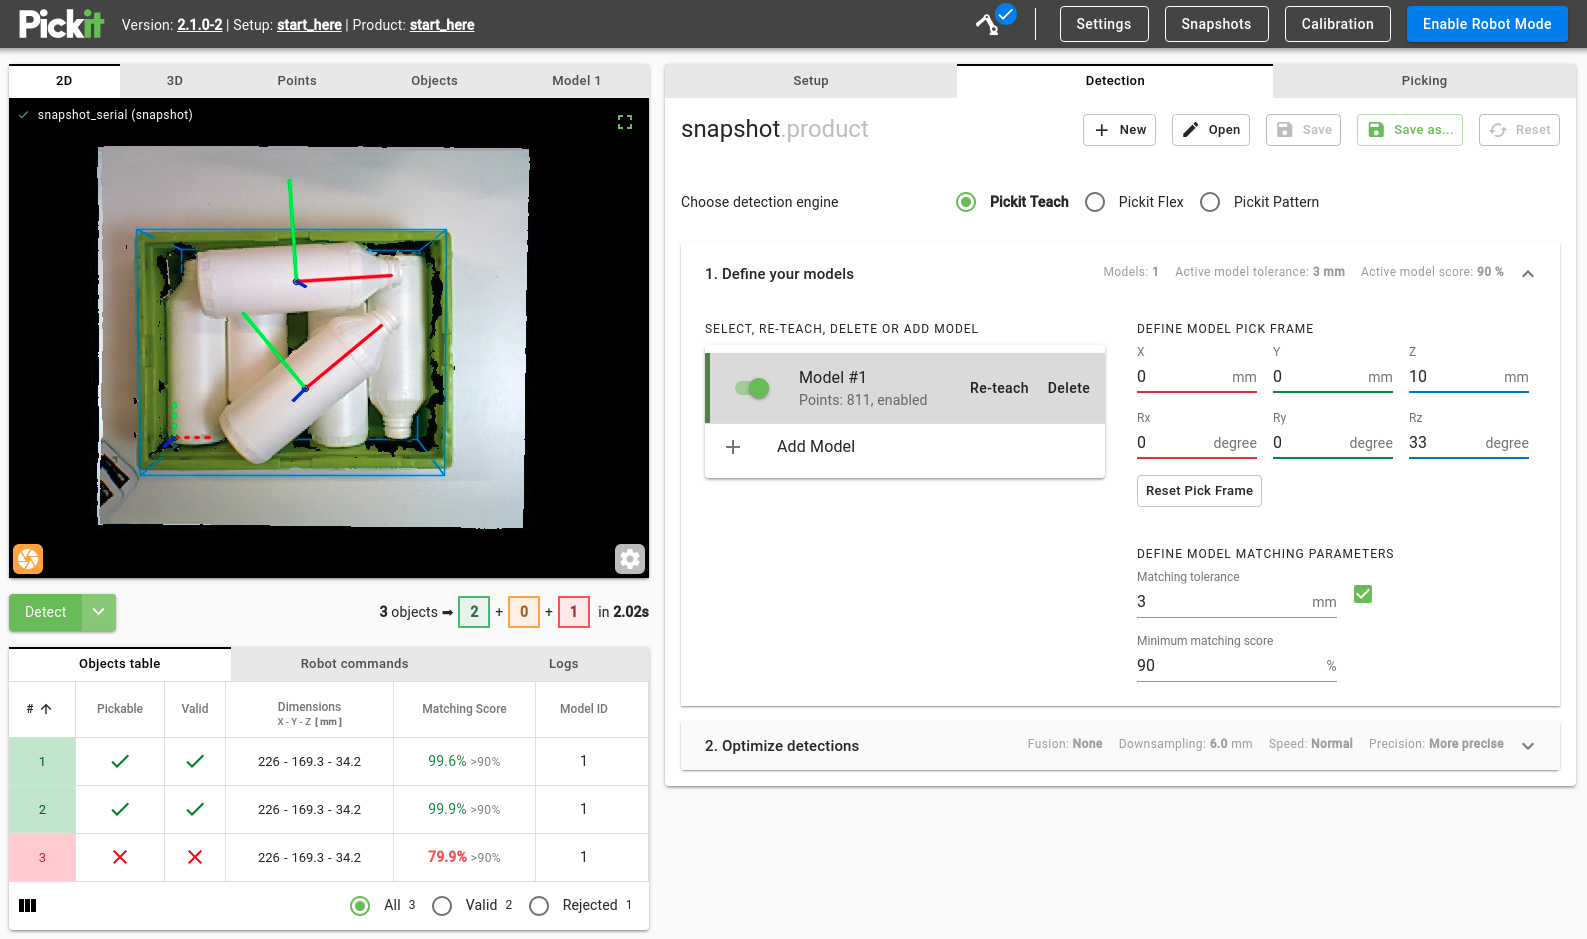 Pickit Version: 2.1.0-2 | Setup: start_here | Product: start_here Settings Snapshots Calibration Enable Robot Mode
2D 3D Points Objects Model 1
snapshot_serial (snapshot)
Detect 3 objects ➡ 2 + 0 + 1 in 2.02s
Objects table Robot commands Logs
# Pickable Valid Dimensions Matching Score Model ID
X - Y - Z [mm]
1 226 - 169.3 - 34.2 99.6% >90% 1
2 226 - 169.3 - 34.2 99.9% >90% 1
3 226 - 169.3 - 34.2 79.9% >90% 1
All 3 Valid 2 Rejected 1
Setup Detection Picking
snapshot.product New Open Save Save as... Reset
Choose detection engine Pickit Teach Pickit Flex Pickit Pattern
1. Define your models Models: 1 Active model tolerance: 3 mm Active model score: 90 %
SELECT, RE-TEACH, DELETE OR ADD MODEL
Model #1 Re-teach Delete
Points: 811, enabled
Add Model
DEFINE MODEL PICK FRAME
X Y Z
0 mm 0 mm 10 mm
Rx Ry Rz
0 degree 0 degree 33 degree
Reset Pick Frame
DEFINE MODEL MATCHING PARAMETERS
Matching tolerance
3 mm
Minimum matching score
90 %
2. Optimize detections Fusion: None Downsampling: 6.0 mm Speed: Normal Precision: More precise